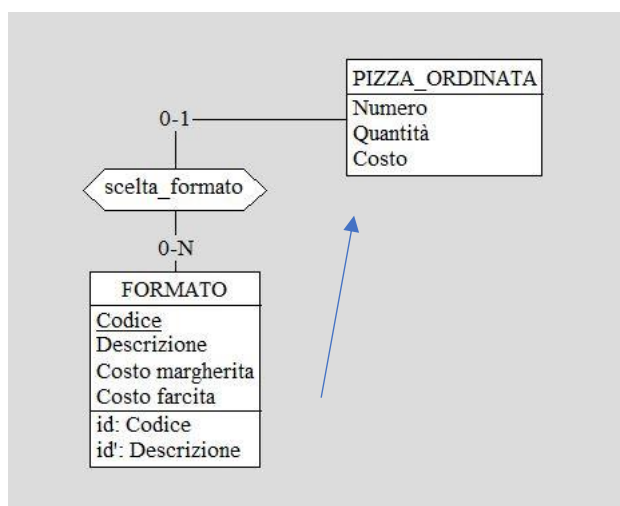 PIZZA_ORDINATA
Numero
Quantità
Costo
0-1
scelta_formato
0-N
FORMATO
Codice
Descrizione
Costo margherita
Costo farcita
id: Codice
id': Descrizione